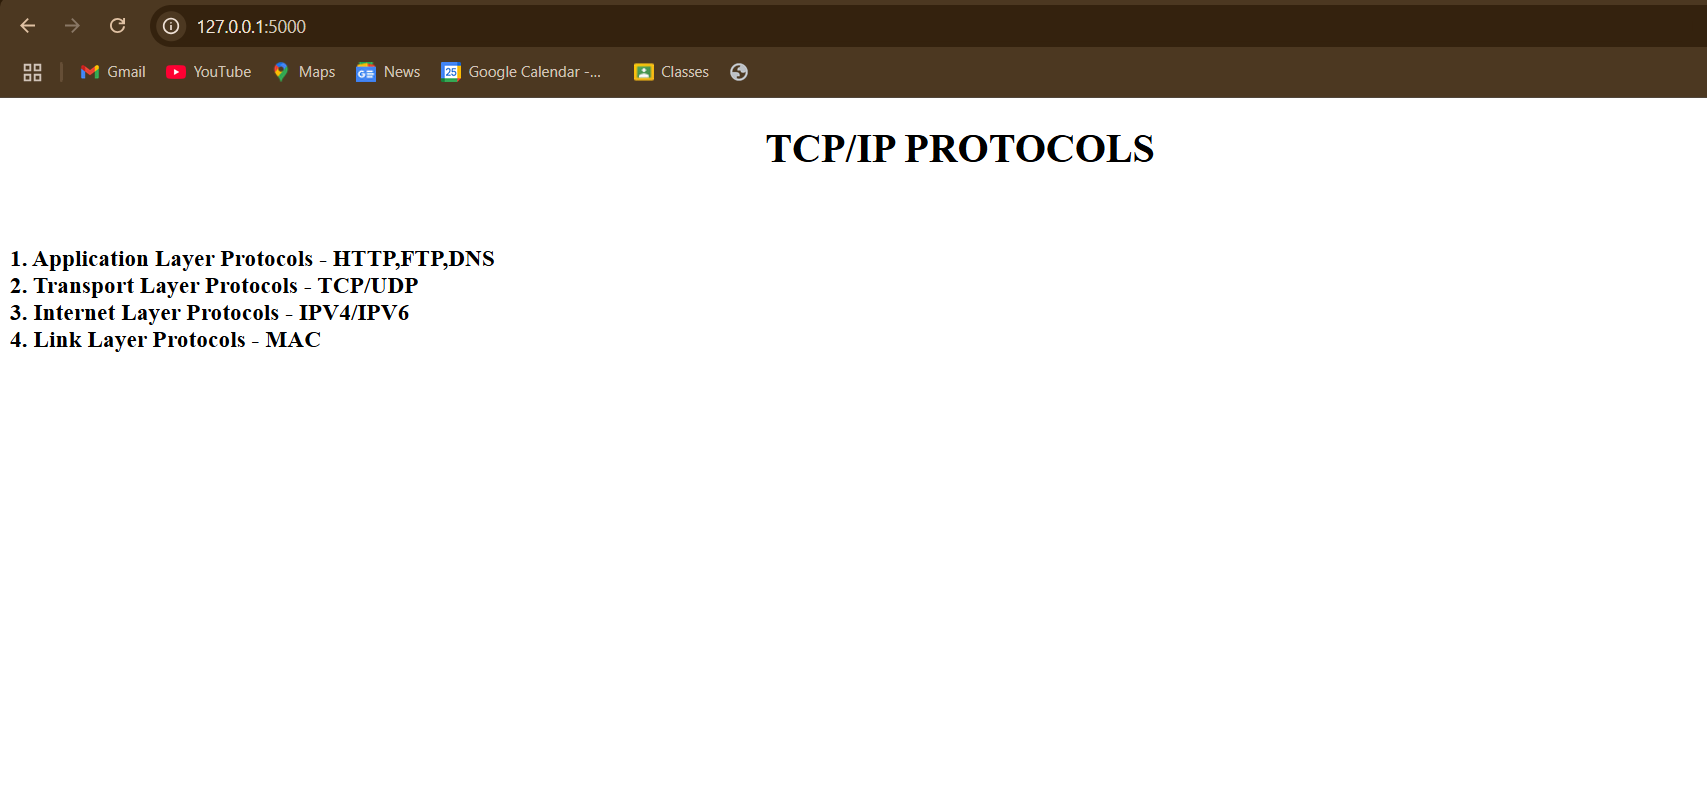 127.0.0.1:5000
Gmail YouTube Maps GE News 25 Google Calendar -... Classes
TCP/IP PROTOCOLS
1. Application Layer Protocols - HTTP,FTP,DNS
2. Transport Layer Protocols - TCP/UDP
3. Internet Layer Protocols - IPV4/IPV6
4. Link Layer Protocols - MAC